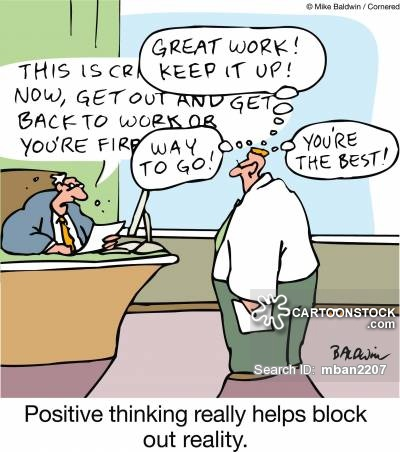 © Mike Baldwin / Cornered
THIS IS
NOW, GET OUT AND GET
BACK TO WORK OR
YOU'RE
GREAT WORK!
KEEP IT UP!
WAY
TO GO!
YOU'RE
THE BEST!
CARTOONSTOCK
.com
BALDWIN
Search ID: mban2207
Positive thinking really helps block
out reality.